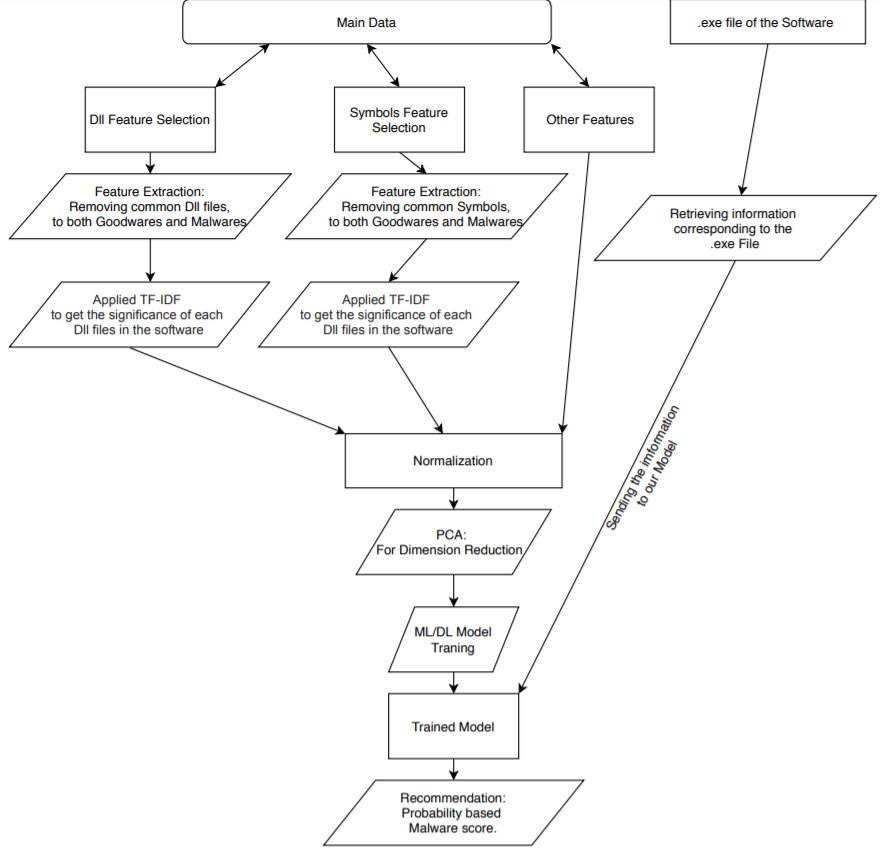 Main Data
.exe file of the Software
Dll Feature Selection
Symbols Feature
Selection
Other Features
Feature Extraction:
Removing common Dll files,
to both Goodwares and Malwares
Feature Extraction:
Removing common Symbols,
to both Goodwares and Malwares
Retrieving information
corresponding to the
.exe File
Applied TF-IDF
to get the significance of each
Dll files in the software
Applied TF-IDF
to get the significance of each
Dll files in the software
Sending the imformation
to our Model
Normalization
PCA:
For Dimension Reduction
ML/DL Model
Traning
Trained Model
Recommendation:
Probability based
Malware score.